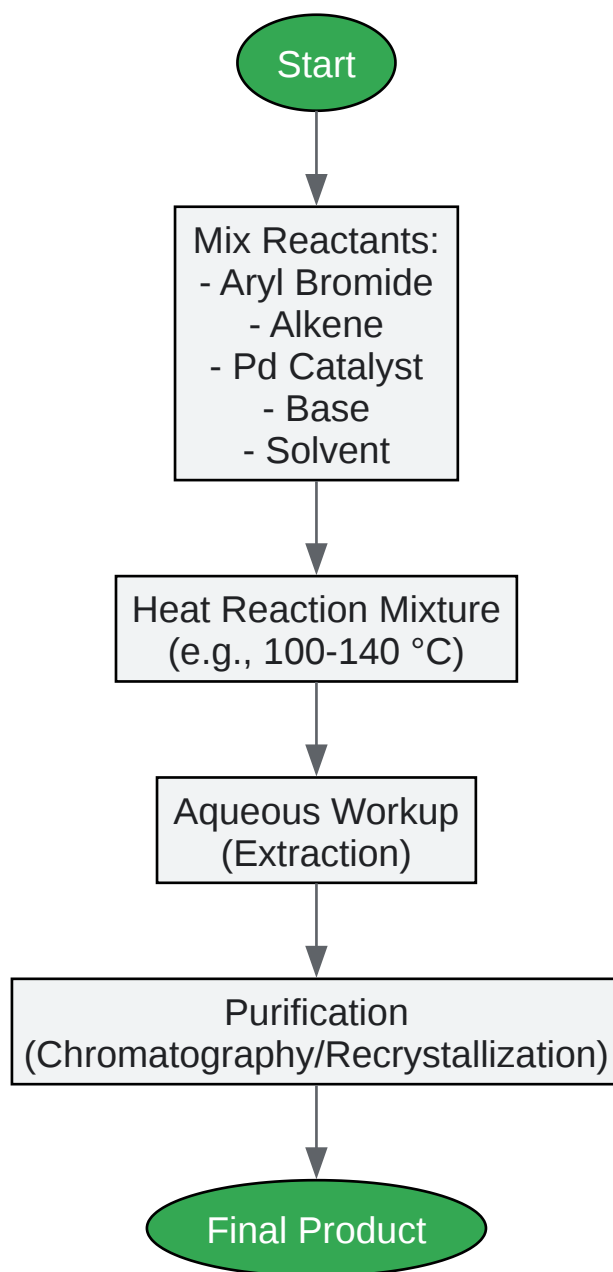 Start
Mix Reactants:
- Aryl Bromide
- Alkene
- Pd Catalyst
- Base
- Solvent
Heat Reaction Mixture
(e.g., 100-140 °C)
Aqueous Workup
(Extraction)
Purification
(Chromatography/Recrystallization)
Final Product